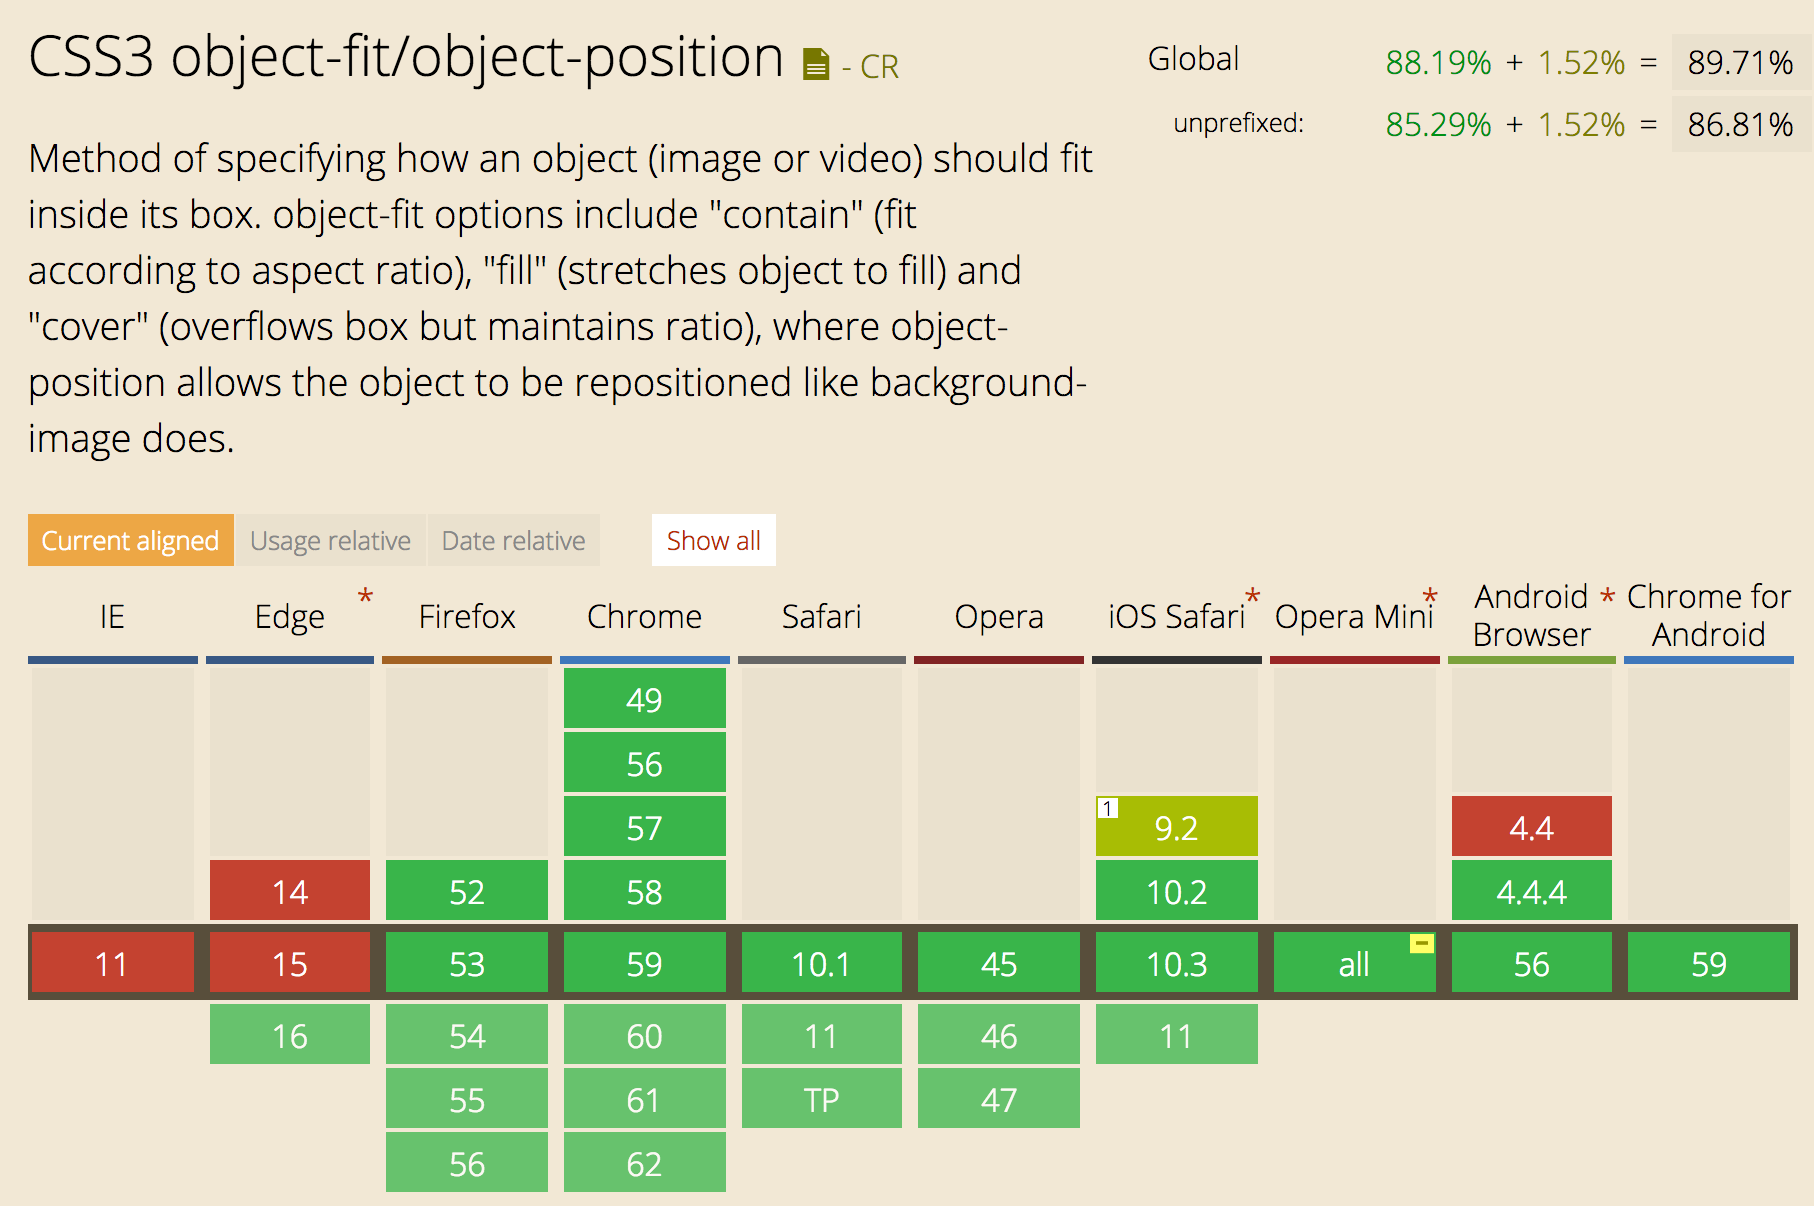 CSS3 object-fit/object-position - CR
Global 88.19% + 1.52% = 89.71%
unprefixed: 85.29% + 1.52% = 86.81%
Method of specifying how an object (image or video) should fit
inside its box. object-fit options include "contain" (fit
according to aspect ratio), "fill" (stretches object to fill) and
"cover" (overflows box but maintains ratio), where object-
position allows the object to be repositioned like background-
image does.
Current aligned Usage relative Date relative Show all
IE Edge * Firefox Chrome Safari Opera iOS Safari * Opera Mini * Android Browser * Chrome for Android
49
56
57 1 9.2 4.4
14 52 58 10.2 4.4.4
11 15 53 59 10.1 45 10.3 all - 56 59
16 54 60 11 46 11
55 61 TP 47
56 62